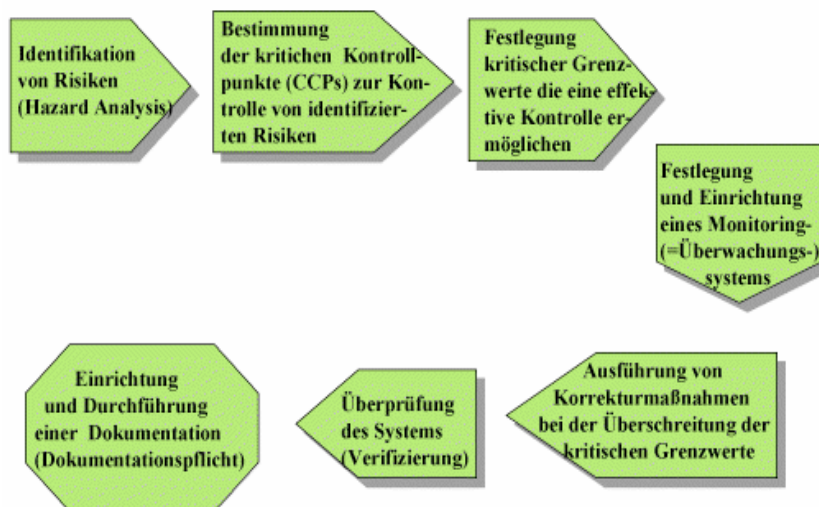 Identifikation
von Risiken
(Hazard Analysis)
Bestimmung
der kritichen Kontroll-
punkte (CCPs) zur Kon-
trolle von identifizier-
ten Risiken
Festlegung
kritischer Grenz-
werte die eine effek-
tive Kontrolle er-
möglichen
Festlegung
und Einrichtung
eines Monitoring-
(=Überwachungs-)
systems
Ausführung von
Korrekturmaßnahmen
bei der Überschreitung der
kritischen Grenzwerte
Überprüfung
des Systems
(Verifizierung)
Einrichtung
und Durchführung
einer Dokumentation
(Dokumentationspflicht)